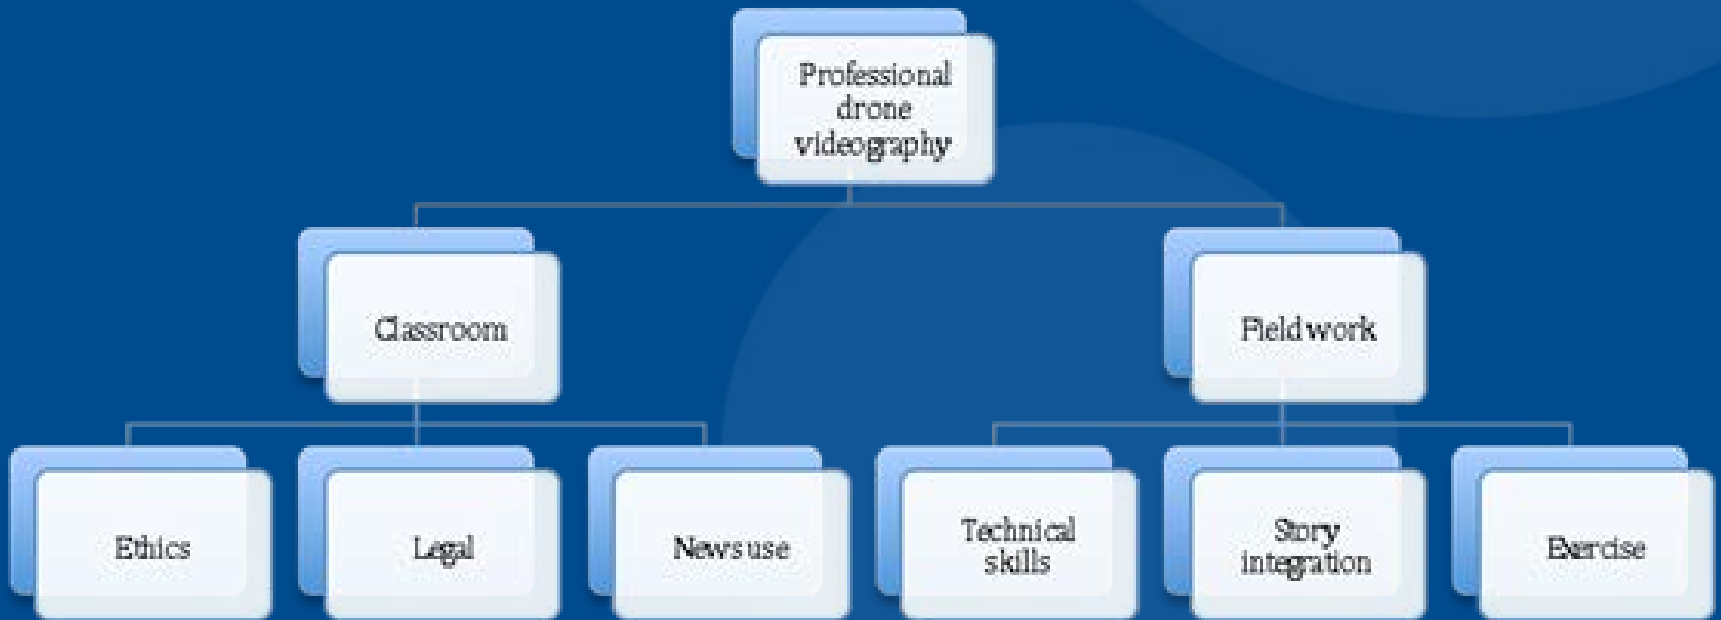 Professional
drone
videography
Classroom
Fieldwork
Ethics
Legal
News use
Technical
skills
Story
integration
Exercise